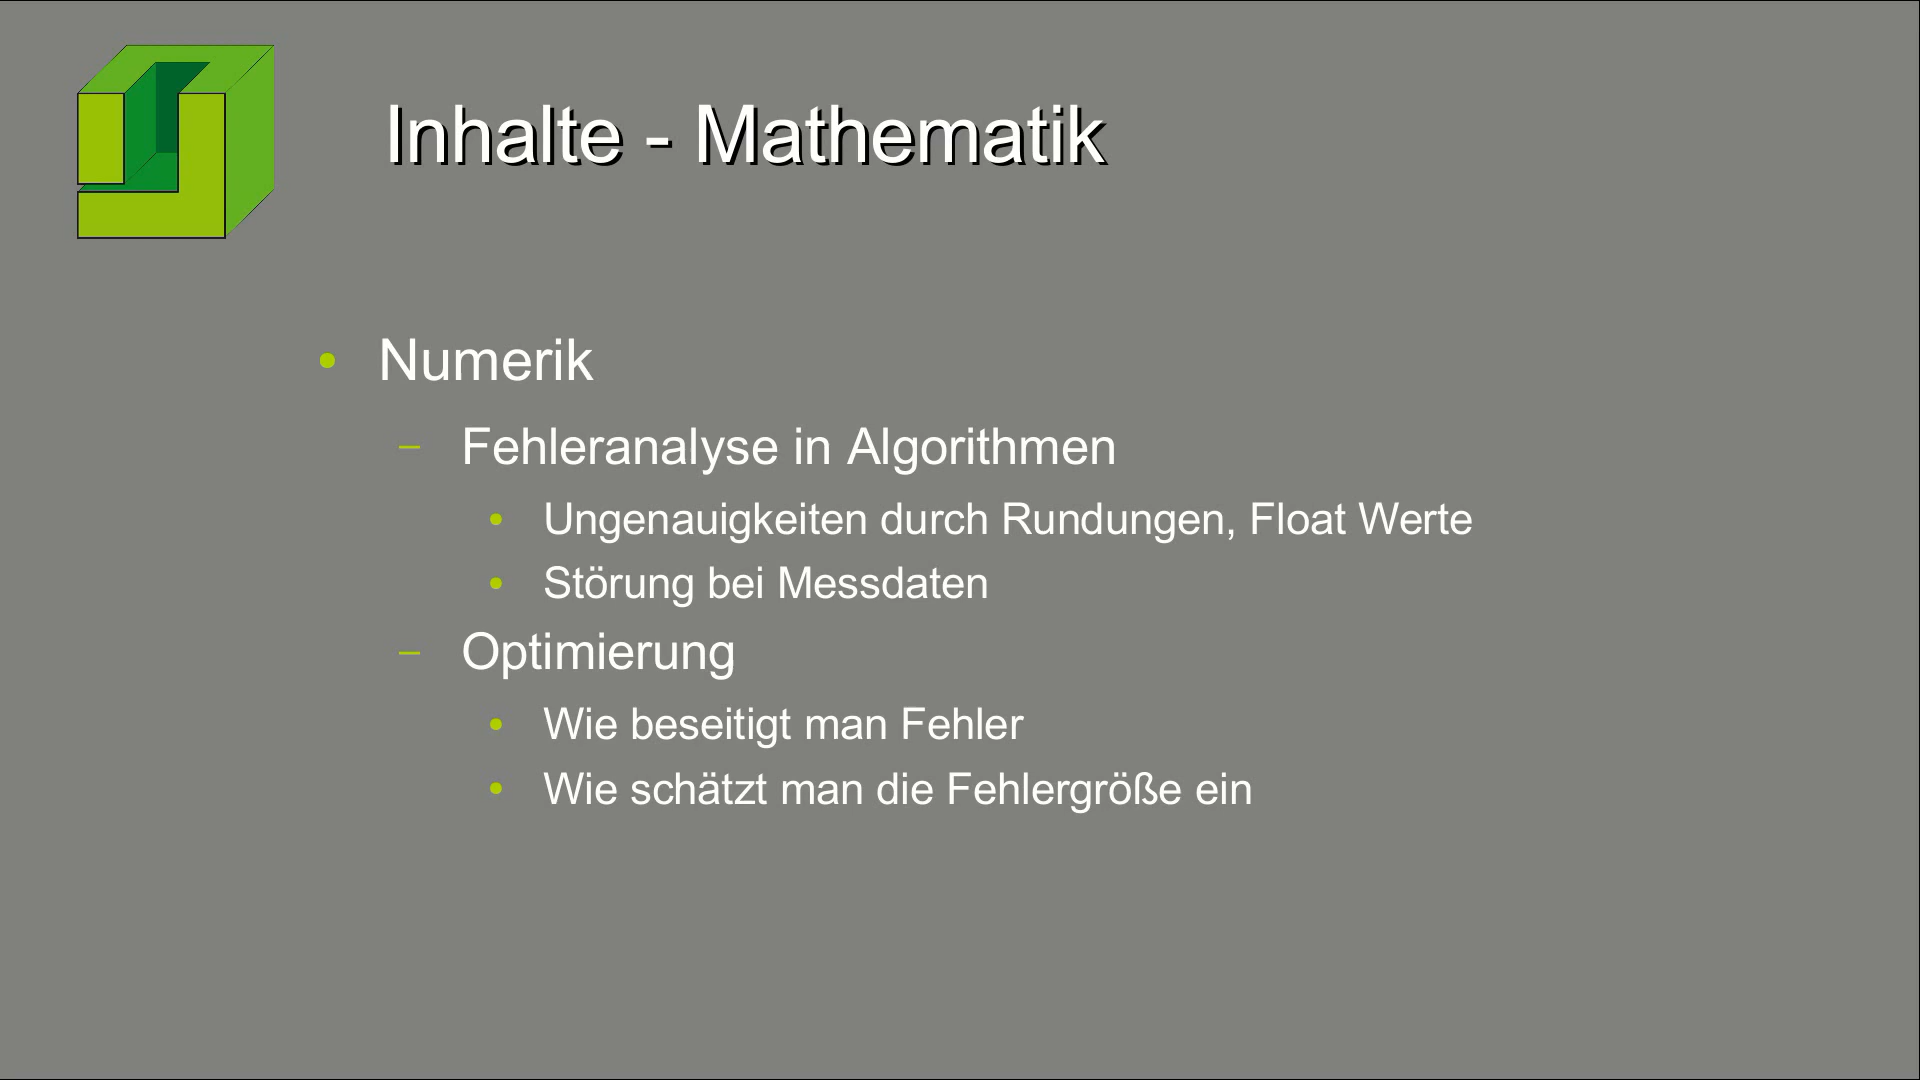 Inhalte - Mathematik
• Numerik
– Fehleranalyse in Algorithmen
• Ungenauigkeiten durch Rundungen, Float Werte
• Störung bei Messdaten
– Optimierung
• Wie beseitigt man Fehler
• Wie schätzt man die Fehlergröße ein